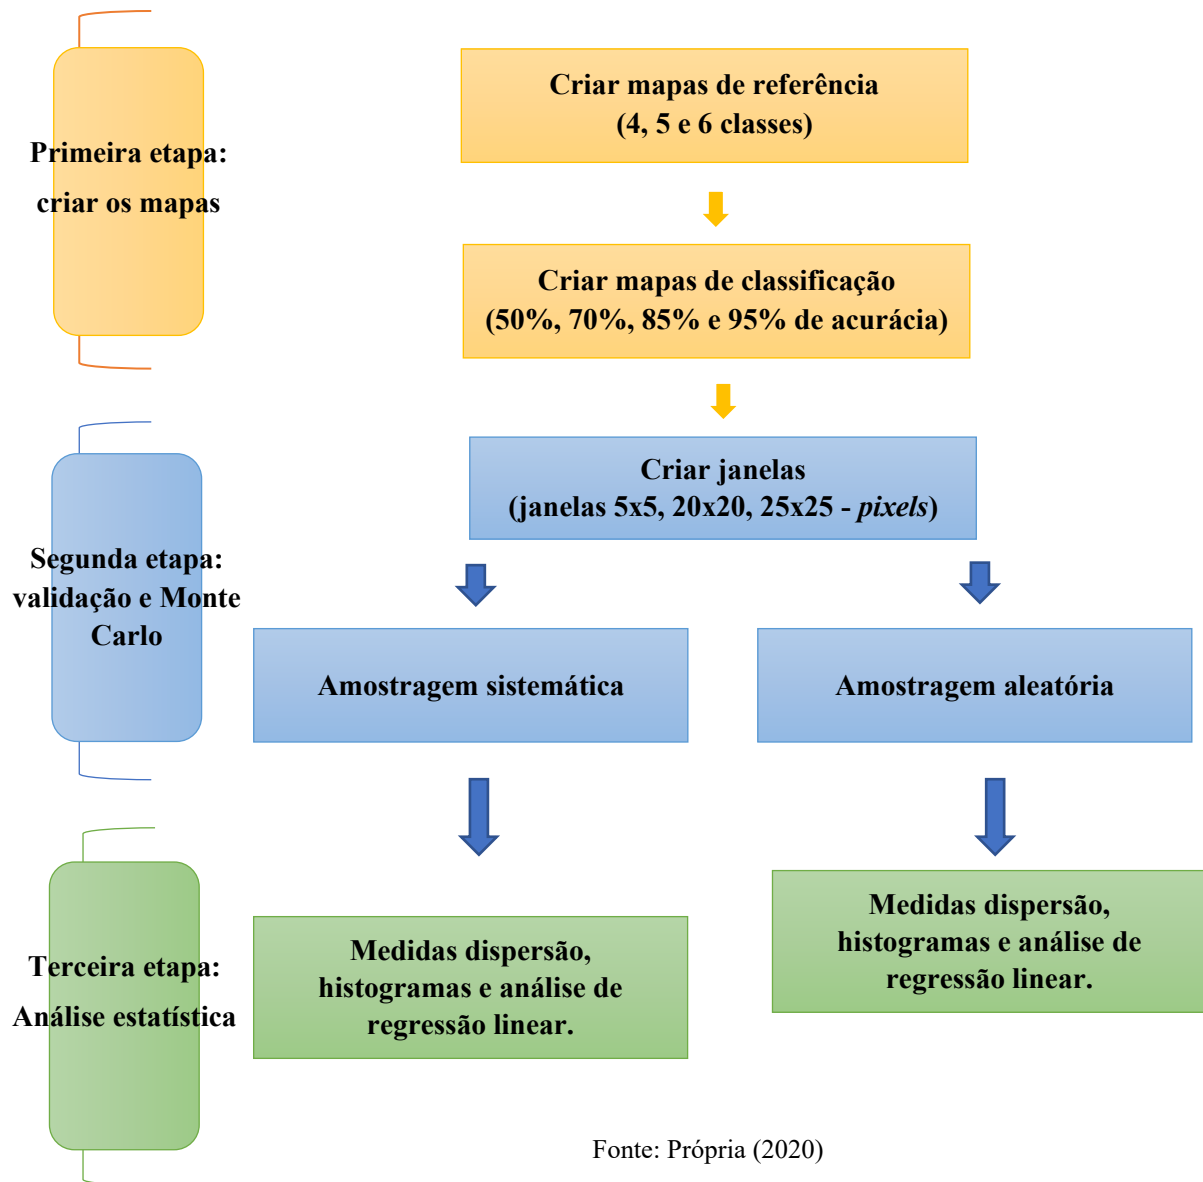 Primeira etapa:
criar os mapas
Criar mapas de referência
(4, 5 e 6 classes)
Criar mapas de classificação
(50%, 70%, 85% e 95% de acurácia)
Segunda etapa:
validação e Monte
Carlo
Criar janelas
(janelas 5x5, 20x20, 25x25 - pixels)
Amostragem sistemática
Amostragem aleatória
Terceira etapa:
Análise estatística
Medidas dispersão,
histogramas e análise de
regressão linear.
Medidas dispersão,
histogramas e análise de
regressão linear.
Fonte: Própria (2020)